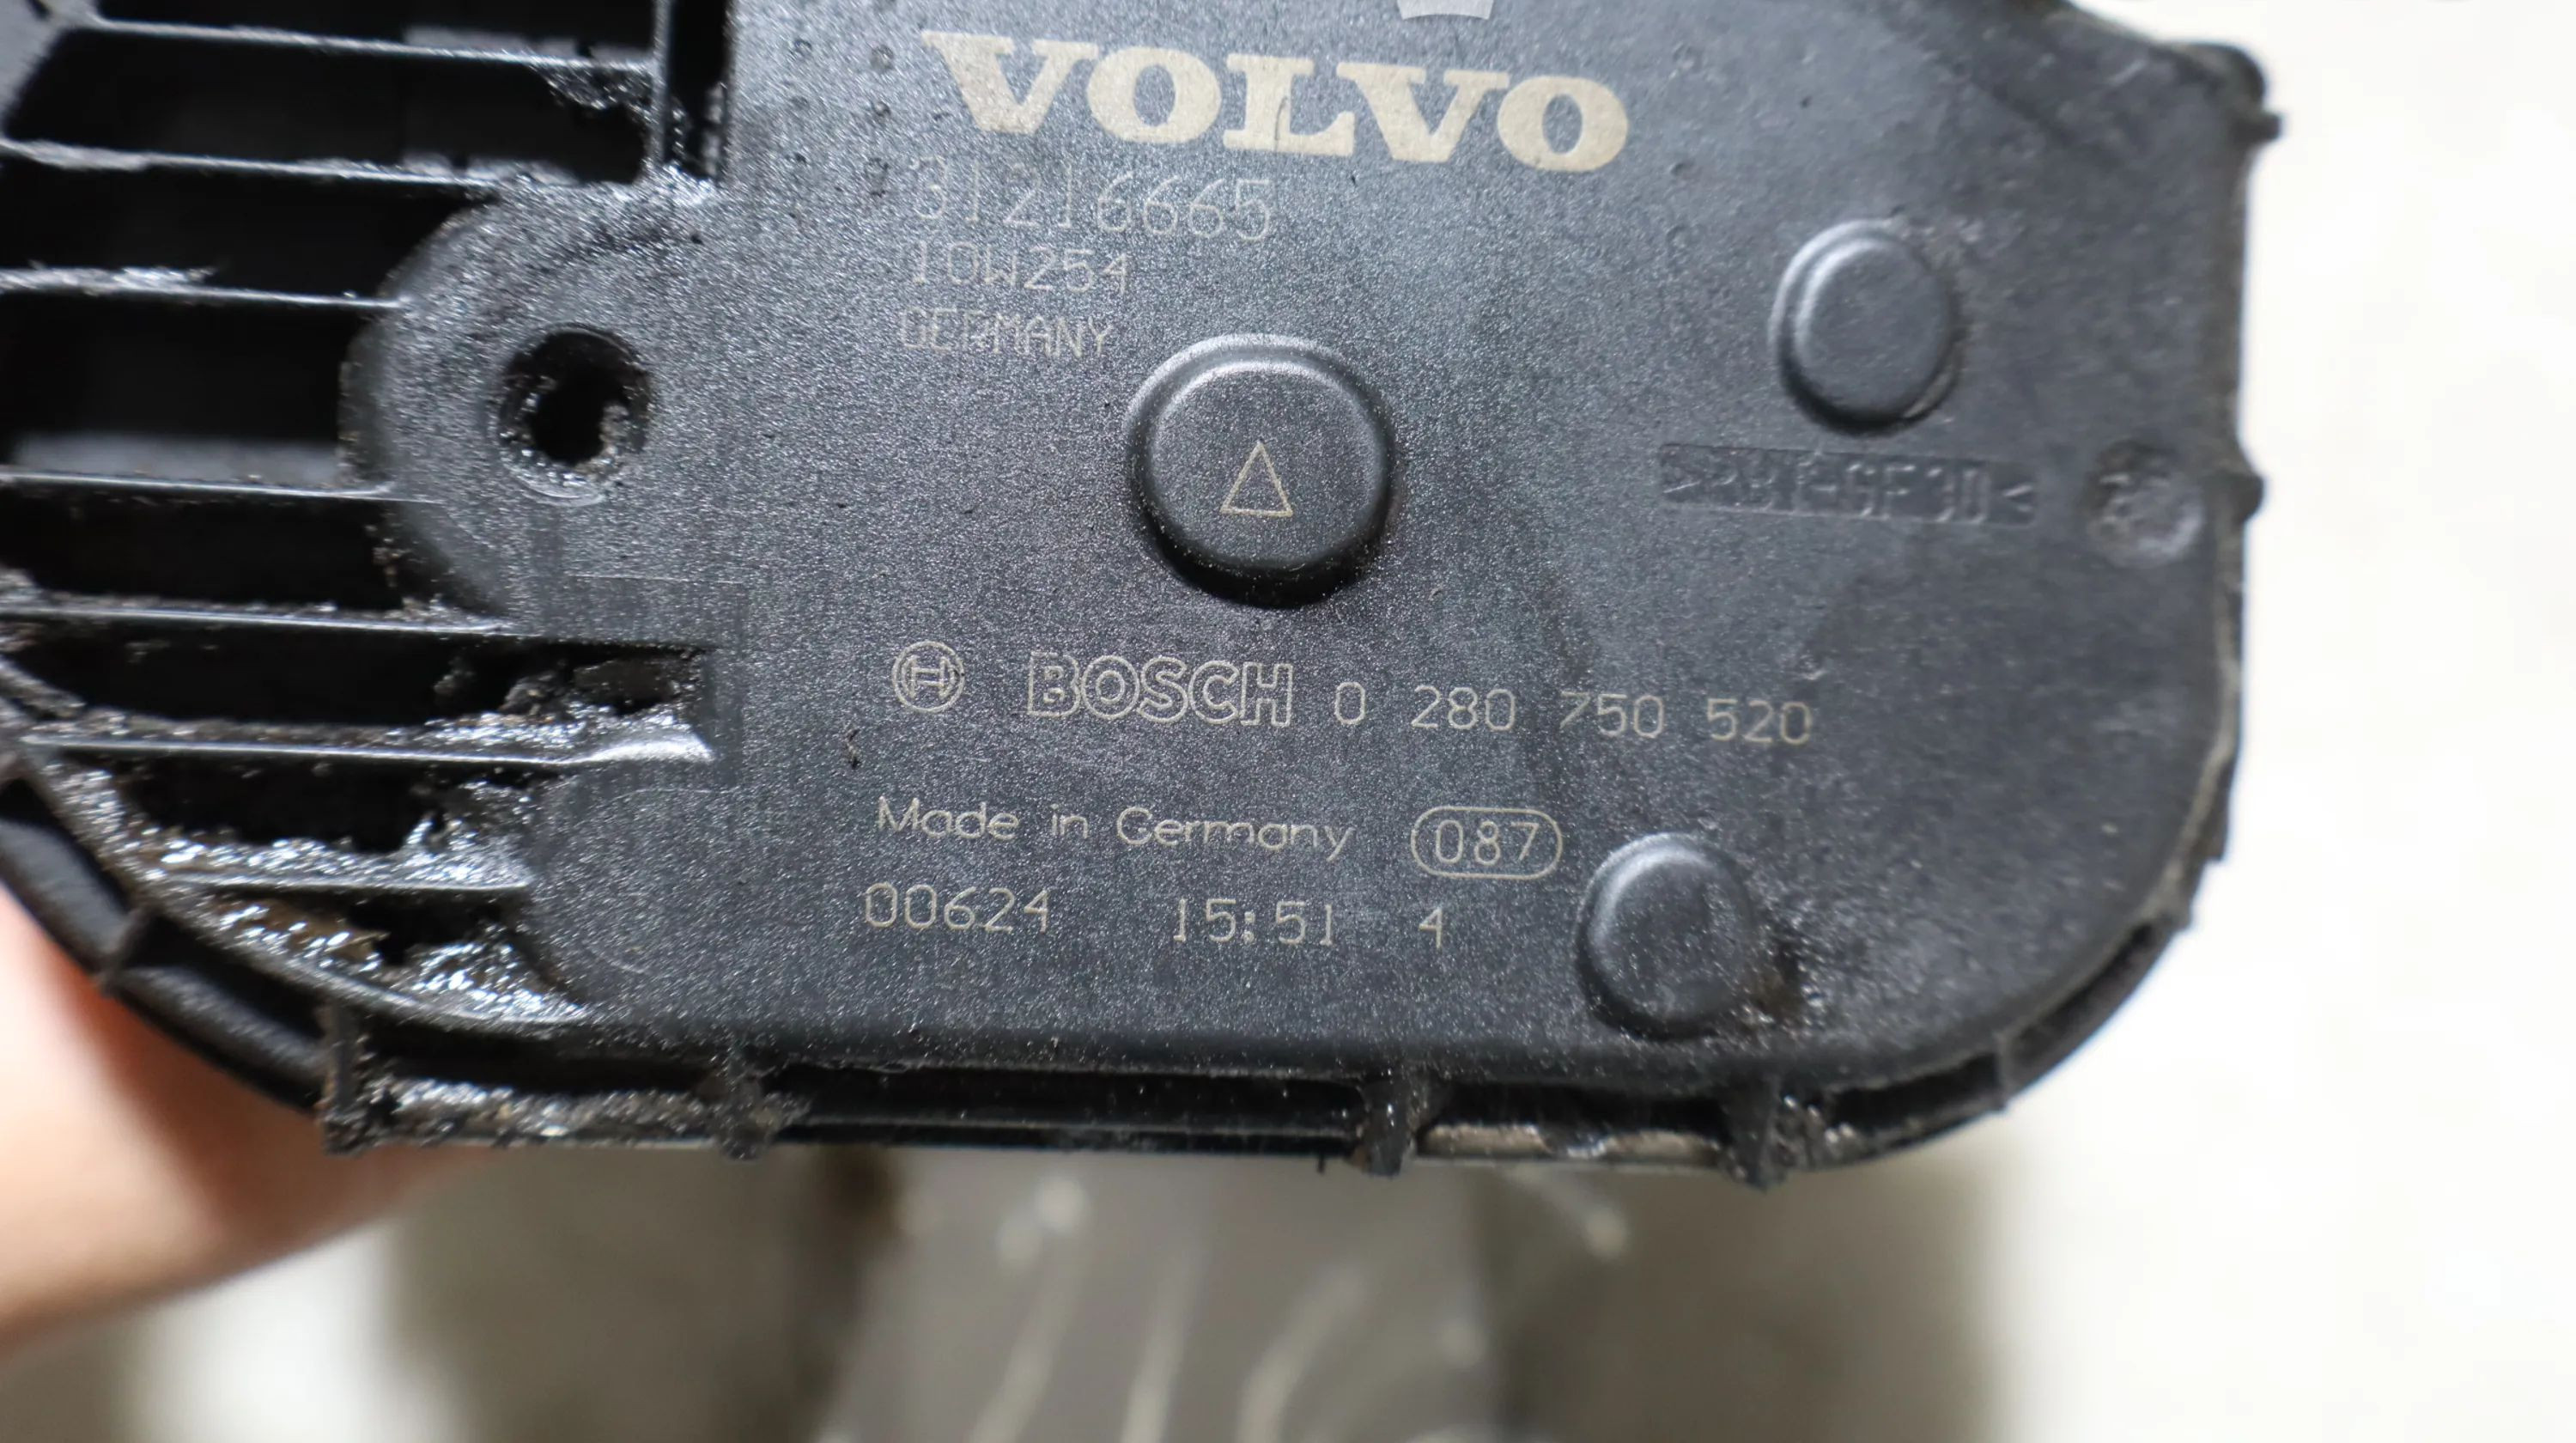 VOLVO
31216665
10W254
GERMANY
BOSCH 0 280 750 520
Made in Germany 087
00624 15:51 4